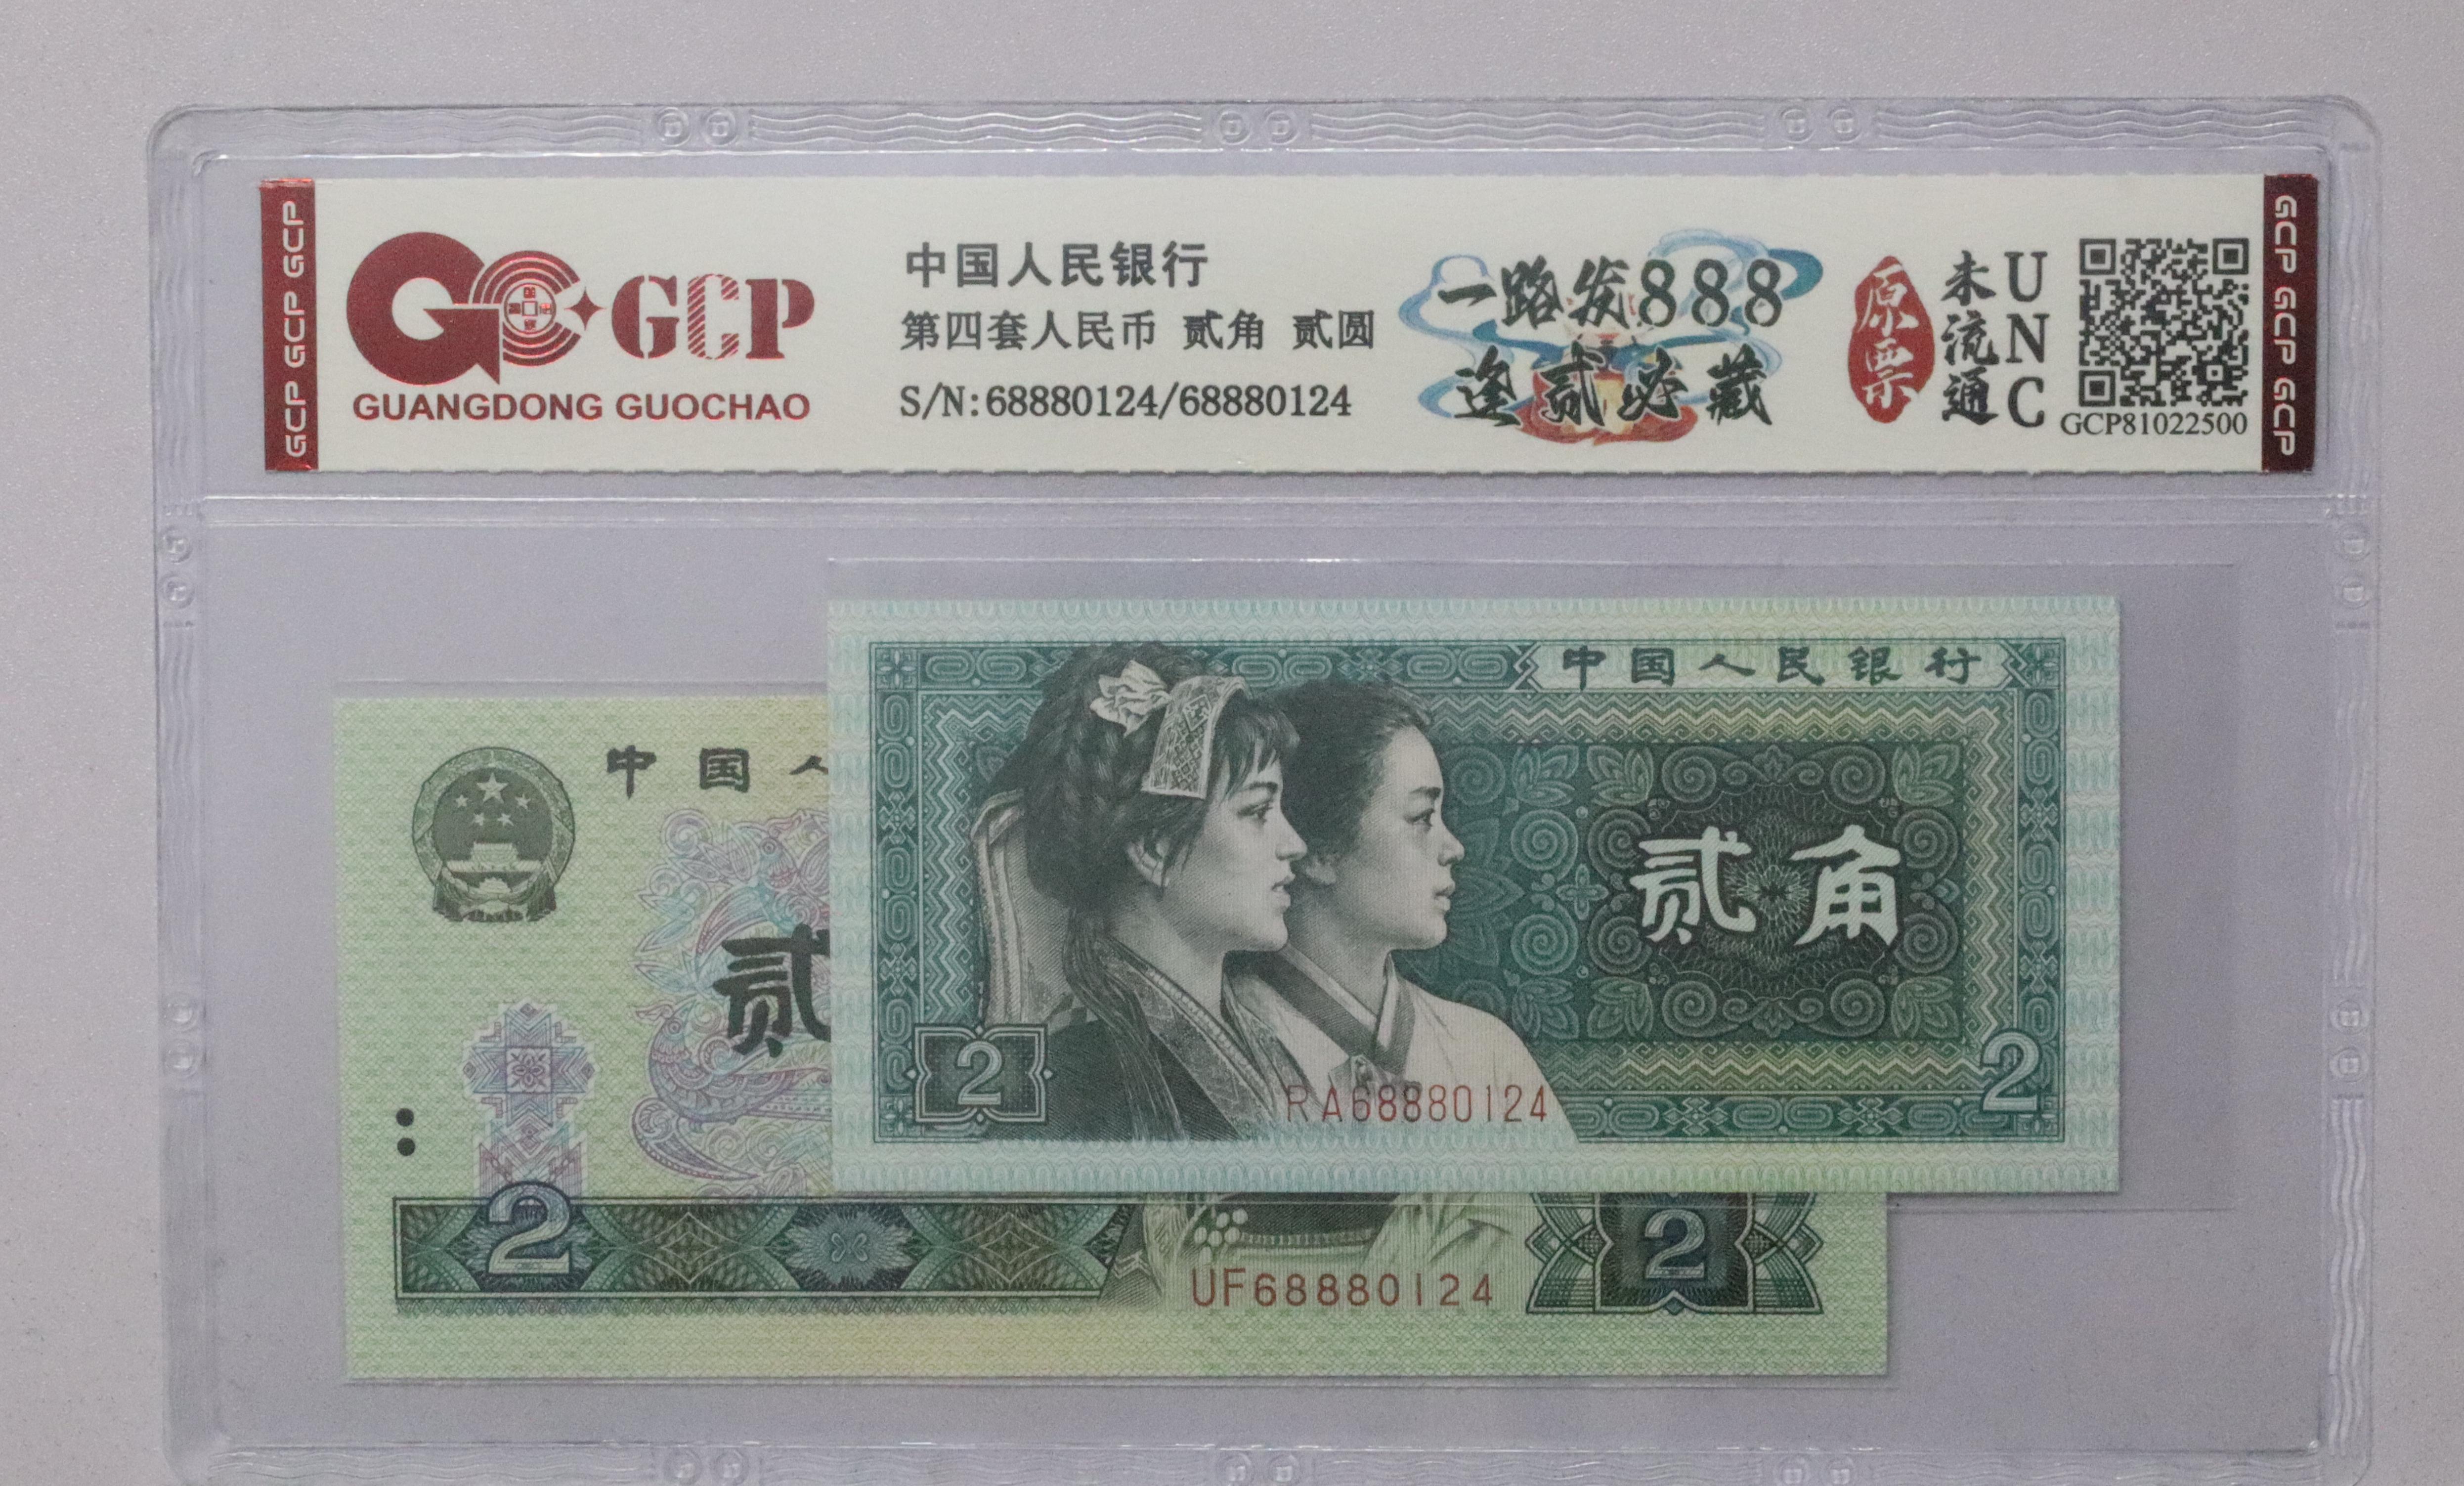 GCP GCP GCP
GCP
GUANGDONG GUOCHAO
中国人民银行
第四套人民币 贰角 贰圆
S/N:68880124/68880124
一路发888
逢贰必藏
原票
未流通
UNC
GCP81022500
GCP GCP GCP
中国人民银行
贰角
2
RA68880124
2
中国人
贰
2
UF68880124
2